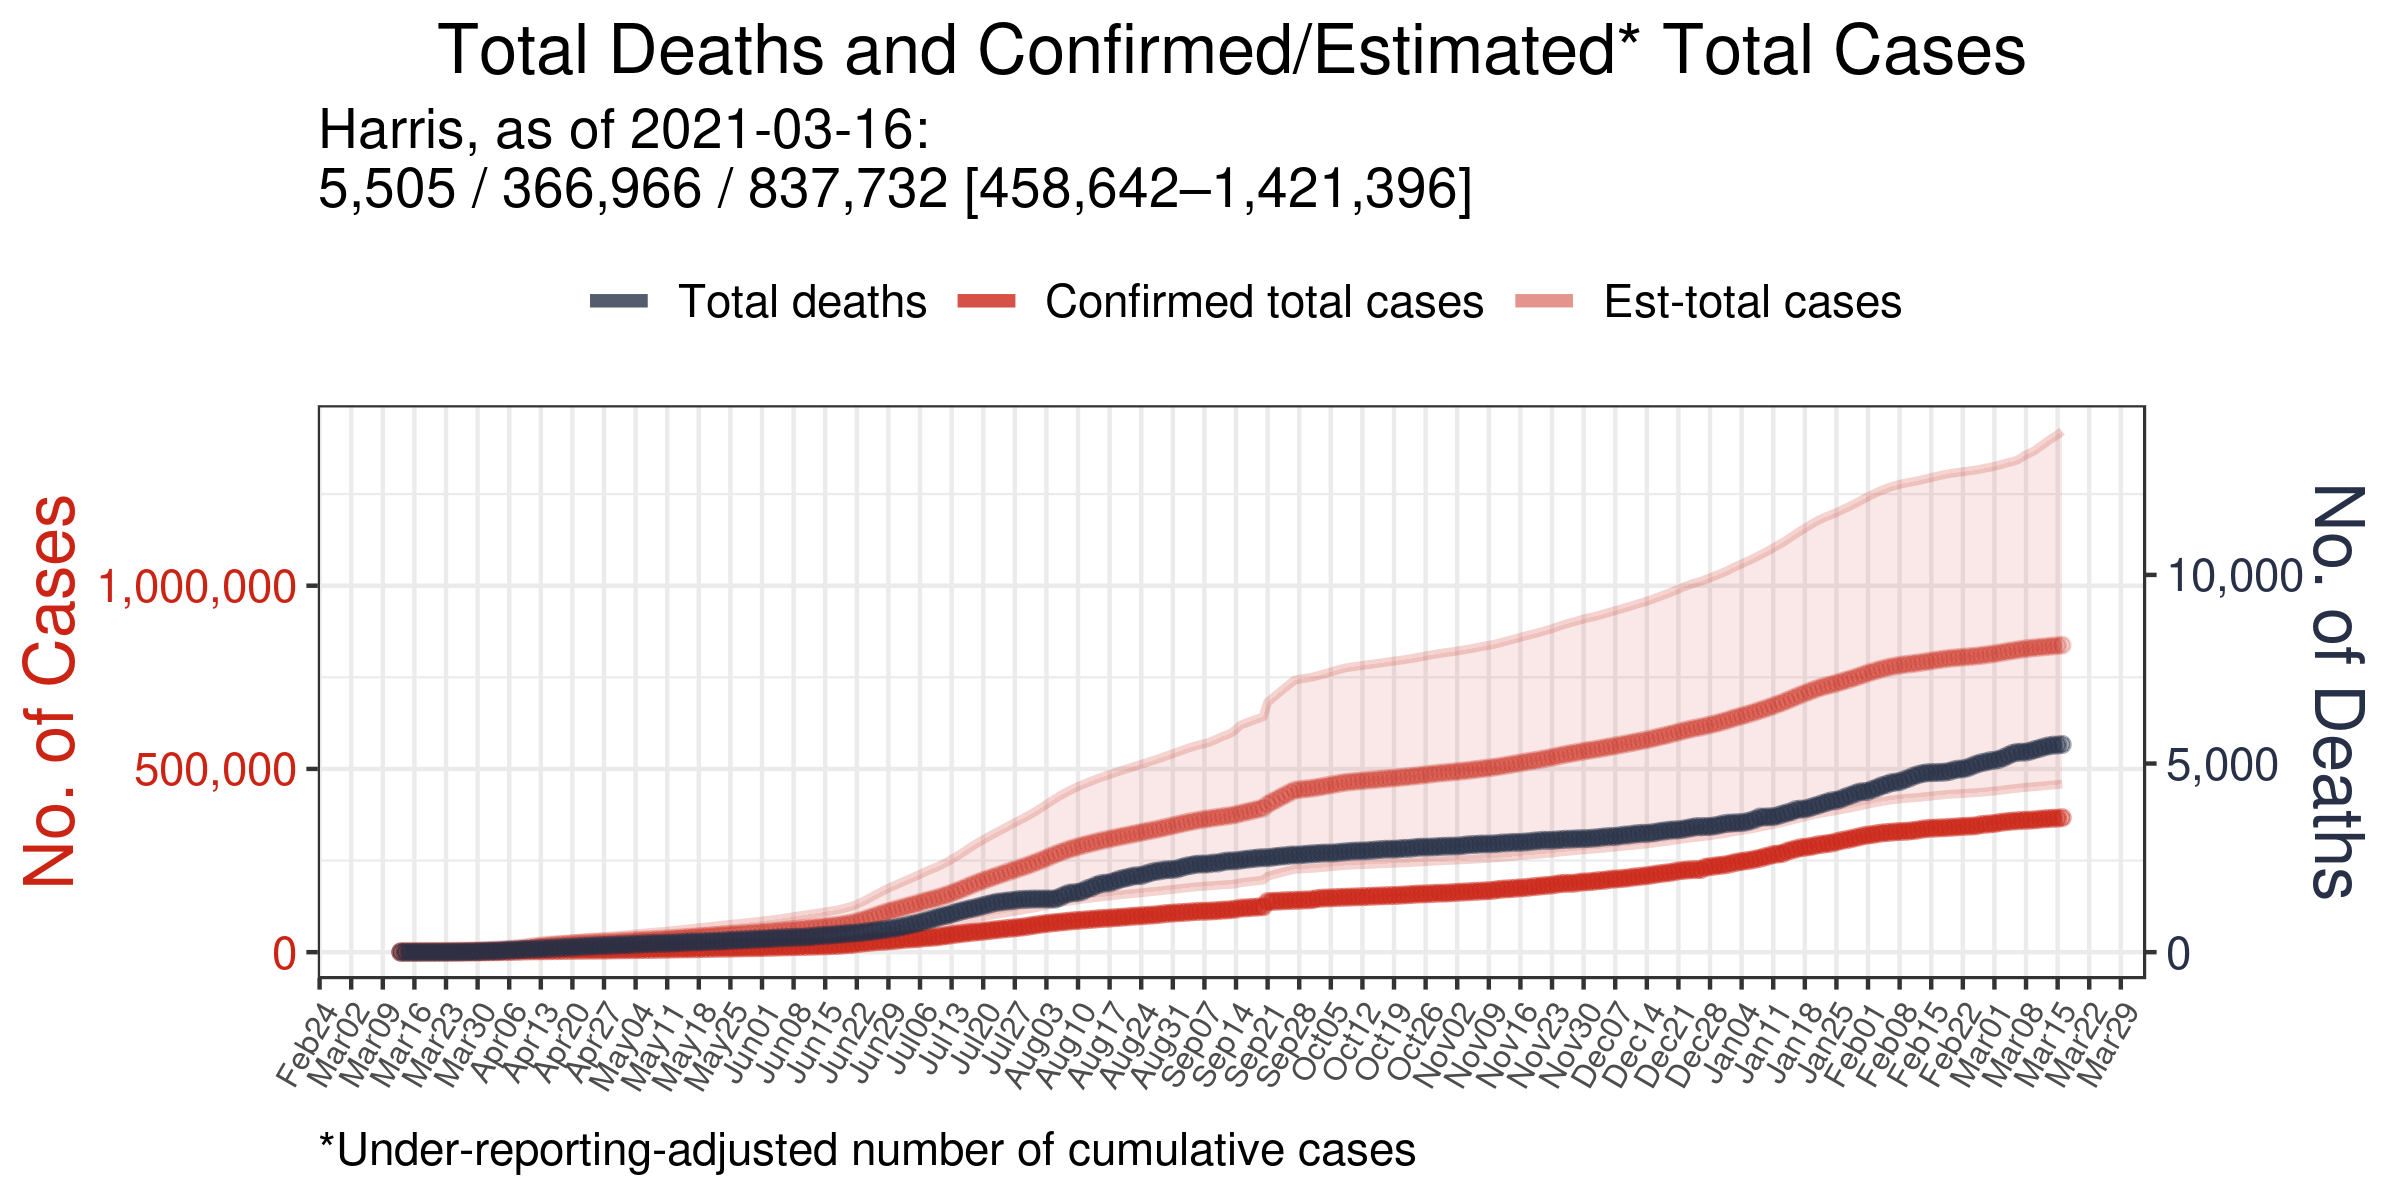 Total Deaths and Confirmed/Estimated* Total Cases
Harris, as of 2021-03-16:
5,505 / 366,966 / 837,732 [458,642–1,421,396]
Total deaths
Confirmed total cases
Est-total cases
No. of Cases
1,000,000
500,000
0
10,000
5,000
0
No. of Deaths
Feb24
Mar02
Mar09
Mar16
Mar23
Mar30
Apr06
Apr13
Apr20
Apr27
May04
May11
May18
May25
Jun01
Jun08
Jun15
Jun22
Jun29
Jul06
Jul13
Jul20
Jul27
Aug03
Aug10
Aug17
Aug24
Aug31
Sep07
Sep14
Sep21
Sep28
Oct05
Oct12
Oct19
Oct26
Nov02
Nov09
Nov16
Nov23
Nov30
Dec07
Dec14
Dec21
Dec28
Jan04
Jan11
Jan18
Jan25
Feb01
Feb08
Feb15
Feb22
Mar01
Mar08
Mar15
Mar22
Mar29
*Under-reporting-adjusted number of cumulative cases